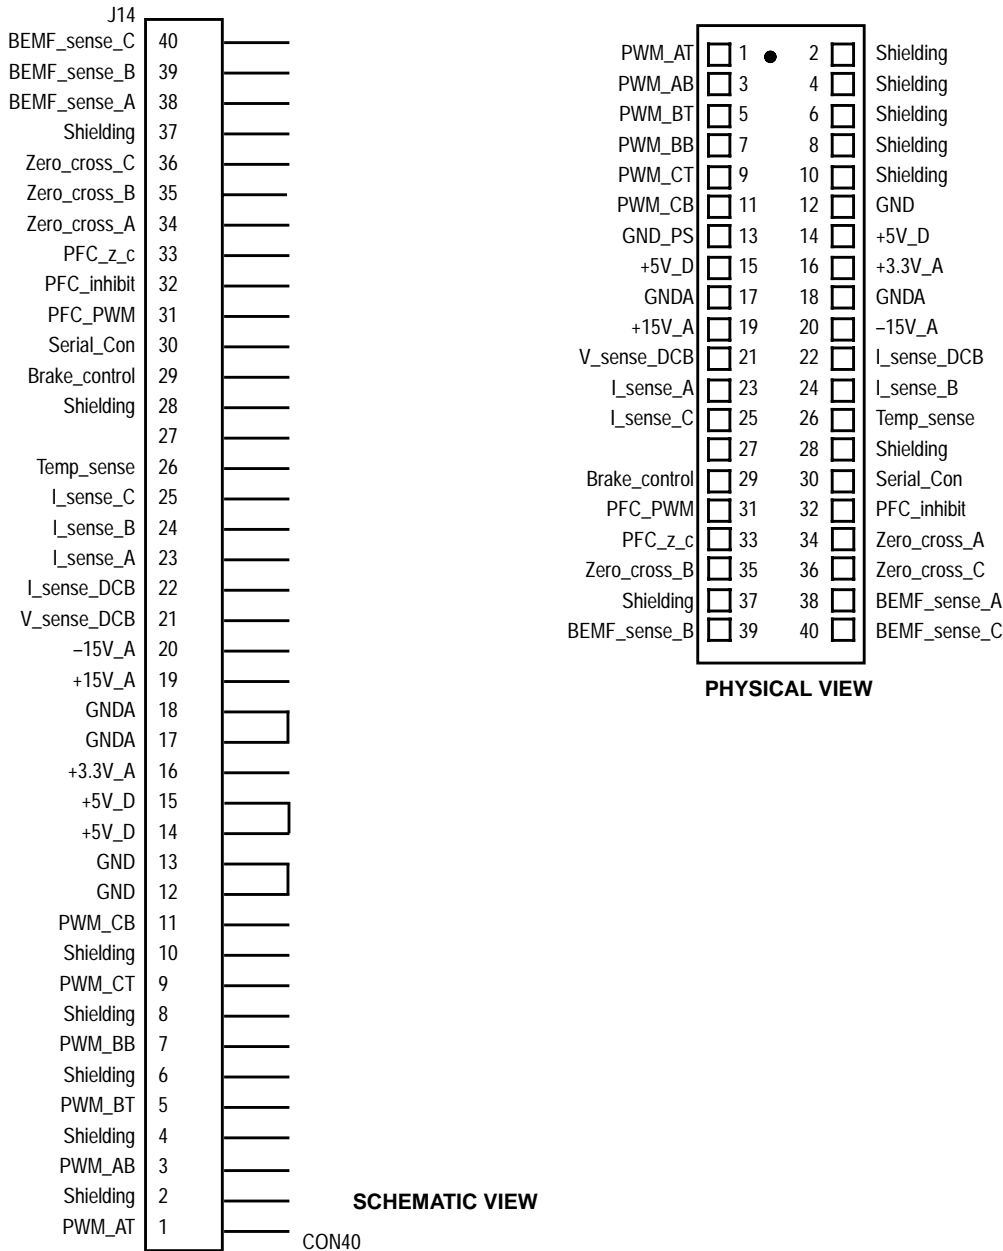 J14
BEMF_sense_C 40
BEMF_sense_B 39
BEMF_sense_A 38
Shielding 37
Zero_cross_C 36
Zero_cross_B 35
Zero_cross_A 34
PFC_z_c 33
PFC_inhibit 32
PFC_PWM 31
Serial_Con 30
Brake_control 29
Shielding 28
27
Temp_sense 26
I_sense_C 25
I_sense_B 24
I_sense_A 23
I_sense_DCB 22
V_sense_DCB 21
–15V_A 20
+15V_A 19
GNDA 18
GNDA 17
+3.3V_A 16
+5V_D 15
+5V_D 14
GND 13
GND 12
PWM_CB 11
Shielding 10
PWM_CT 9
Shielding 8
PWM_BB 7
Shielding 6
PWM_BT 5
Shielding 4
PWM_AB 3
Shielding 2
PWM_AT 1
CON40
SCHEMATIC VIEW
PWM_AT 1 2 Shielding
PWM_AB 3 4 Shielding
PWM_BT 5 6 Shielding
PWM_BB 7 8 Shielding
PWM_CT 9 10 Shielding
PWM_CB 11 12 GND
GND_PS 13 14 +5V_D
+5V_D 15 16 +3.3V_A
GNDA 17 18 GNDA
+15V_A 19 20 –15V_A
V_sense_DCB 21 22 I_sense_DCB
I_sense_A 23 24 I_sense_B
I_sense_C 25 26 Temp_sense
27 28 Shielding
Brake_control 29 30 Serial_Con
PFC_PWM 31 32 PFC_inhibit
PFC_z_c 33 34 Zero_cross_A
Zero_cross_B 35 36 Zero_cross_C
Shielding 37 38 BEMF_sense_A
BEMF_sense_B 39 40 BEMF_sense_C
PHYSICAL VIEW